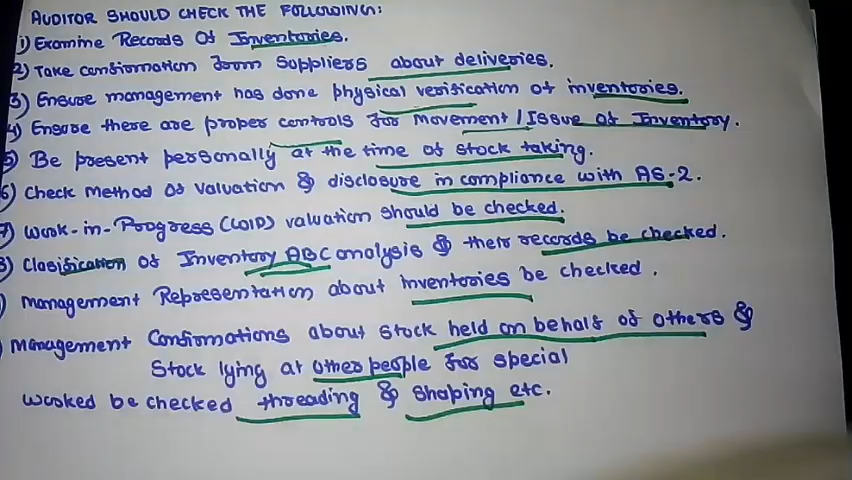 AUDITOR SHOULD CHECK THE FOLLOWING:
1) Examine Records Of Inventories.
2) Take confirmation from Suppliers about deliveries.
3) Ensure management has done physical verification of inventories.
4) Ensure there are proper controls for Movement / Issue of Inventory.
5) Be present personally at the time of stock taking.
6) Check Method of Valuation & disclosure in compliance with AS-2.
7) Work-in-Progress (WIP) valuation should be checked.
8) Clasification of Inventory ABC analysis & their records be checked.
) Management Representation about inventories be checked.
Management Confirmations about stock held on behalf of others &
Stock lying at other people for special
worked be checked threading & shaping etc.